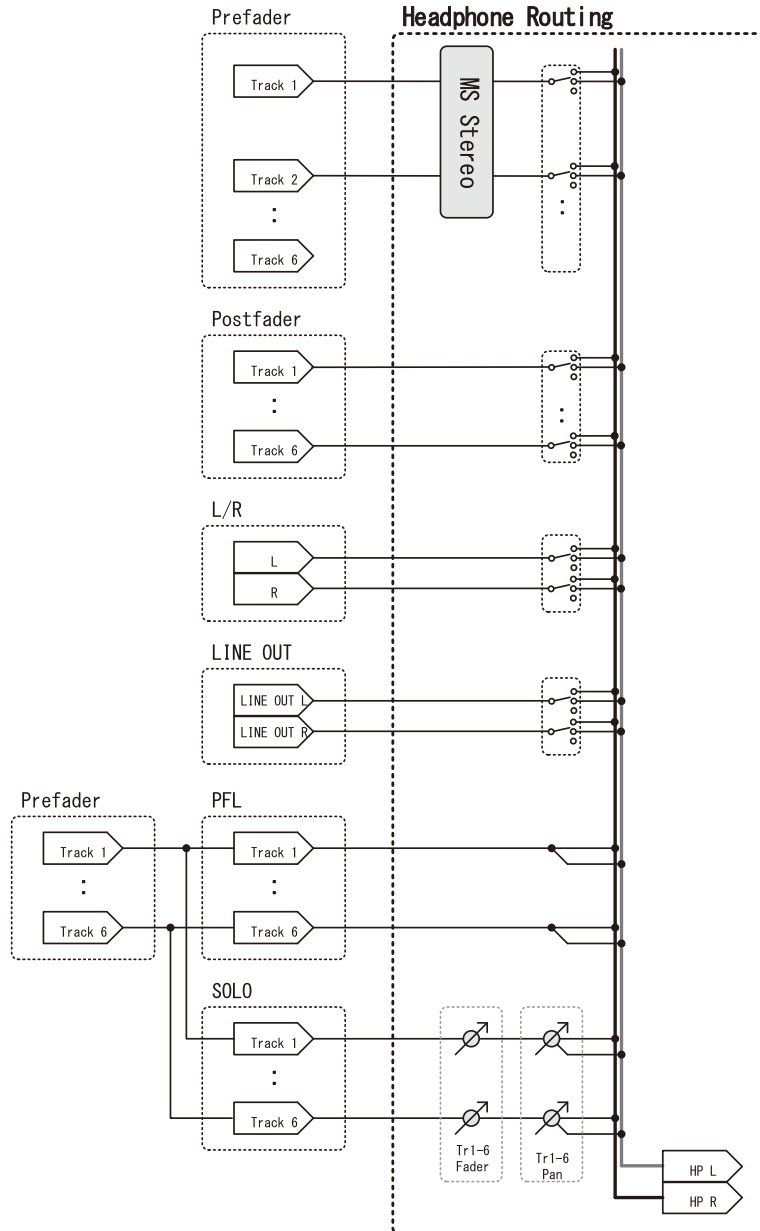 Prefader
Headphone Routing
Track 1
MS Stereo
Track 2
:
:
Track 6
Postfader
Track 1
:
:
Track 6
L/R
L
R
LINE OUT
LINE OUT L
LINE OUT R
Prefader
PFL
Track 1
Track 1
:
:
Track 6
Track 6
SOLO
Track 1
:
Track 6
Tr1-6
Fader
Tr1-6
Pan
HP L
HP R